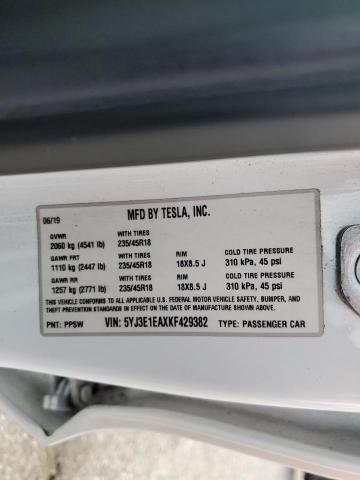 06/19 MFD BY TESLA, INC.
GVWR WITH TIRES
2060 kg (4541 lb) 235/45R18
GAWR FRT WITH TIRES RIM COLD TIRE PRESSURE
1110 kg (2447 lb) 235/45R18 18X8.5 J 310 kPa, 45 psi
GAWR RR WITH TIRES RIM COLD TIRE PRESSURE
1257 kg (2771 lb) 235/45R18 18X8.5 J 310 kPa, 45 psi
THIS VEHICLE CONFORMS TO ALL APPLICABLE U.S. FEDERAL MOTOR VEHICLE SAFETY, BUMPER, AND
THEFT PREVENTION STANDARDS IN EFFECT ON THE DATE OF MANUFACTURE SHOWN ABOVE.
PNT: PPSW VIN: 5YJ3E1EAXKF429382 TYPE: PASSENGER CAR